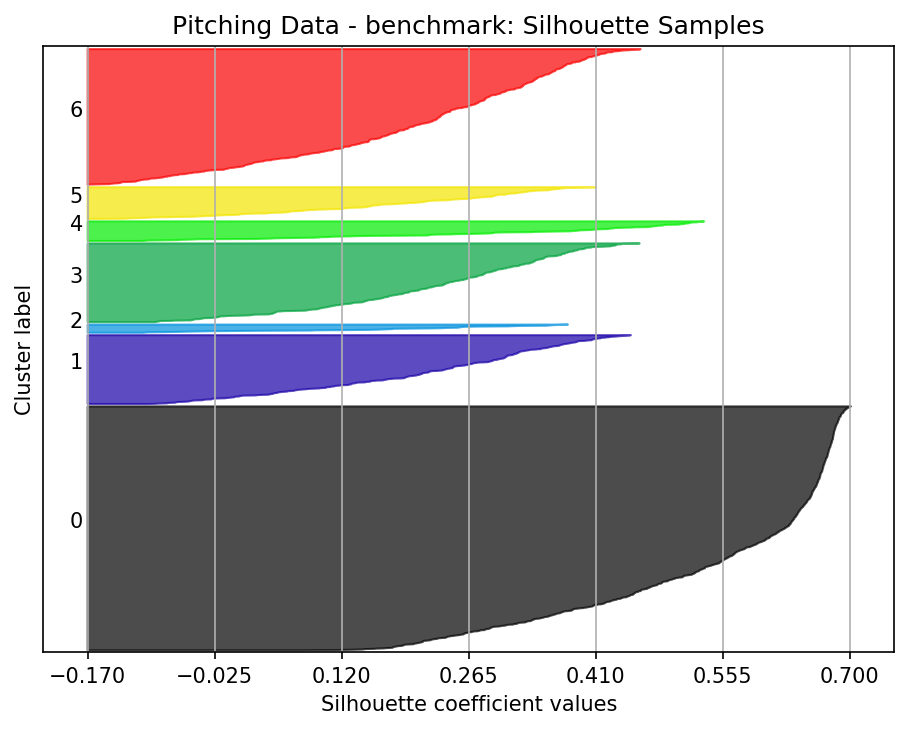 Pitching Data - benchmark: Silhouette Samples
6
5
4
3
2
1
0
Cluster label
−0.170 −0.025 0.120 0.265 0.410 0.555 0.700
Silhouette coefficient values